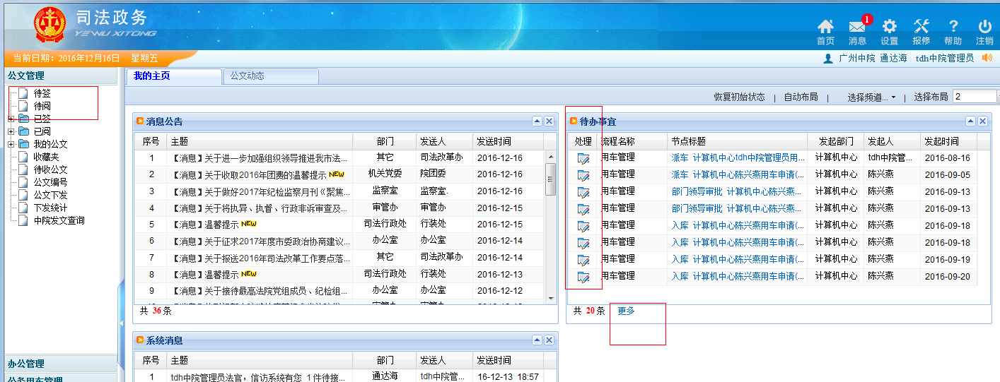 司法政务
YEWU XITONG
1
首页 消息 设置 报修 帮助 注销
当前日期：2016年12月16日 星期五
广州中院 通达海 tdh中院管理员
公文管理
待签
待阅
已签
已阅
我的公文
收藏夹
待收公文
公文编号
公文下发
下发统计
中院发文查询
办公管理
公务用车管理
我的主页 公文动态
恢复初始状态 | 自动布局 | 选择频道... | 选择布局 2
消息公告
序号 主题 部门 发送人 发送时间
1 【消息】关于进一步加强组织领导推进我市法... 其它 司法改革办 2016-12-16
2 【消息】关于收取2016年团费的温馨提示 NEW 机关党委 院团委 2016-12-16
3 【消息】关于做好2017年纪检监察月刊《聚焦... 监察室 监察室. 2016-12-16
4 【消息】关于将执异、执督、行政非诉审查及... 审管办 审管办 2016-12-15
5 【消息】温馨提示 NEW 司法行政处 行装处 2016-12-15
6 【消息】关于征求2017年度市委政治协商建议... 办公室 办公室 2016-12-14
7 【消息】关于报送2016年司法改革工作要点落... 其它 司法改革办 2016-12-14
8 【消息】温馨提示 NEW 司法行政处 行装处 2016-12-13
9 【消息】关于接待最高法院党组成员、纪检组... 办公室 办公室 2016-12-12
共 36 条
待办事宜
处理 流程名称 节点标题 发起部门 发起人 发起时间
用车管理 派车 计算机中心tdh中院管理员用... 计算机中心 tdh中院管... 2016-08-16
用车管理 派车 计算机中心陈兴燕用车申请(... 计算机中心 陈兴燕 2016-09-05
用车管理 部门领导审批 计算机中心陈兴燕... 计算机中心 陈兴燕 2016-09-13
用车管理 部门领导审批 计算机中心陈兴燕... 计算机中心 陈兴燕 2016-09-13
用车管理 入库 计算机中心陈兴燕用车申请(... 计算机中心 陈兴燕 2016-09-18
用车管理 入库 计算机中心陈兴燕用车申请(... 计算机中心 陈兴燕 2016-09-18
用车管理 入库 计算机中心陈兴燕用车申请(... 计算机中心 陈兴燕 2016-09-19
用车管理 入库 计算机中心陈兴燕用车申请(... 计算机中心 陈兴燕 2016-09-20
共 20 条 更多
系统消息
序号 主题 部门 发送人 发送时间
1 tdh中院管理员法官，信访系统有您 1 件待接... 通达海 tdh中院管... 16-12-13 18:57